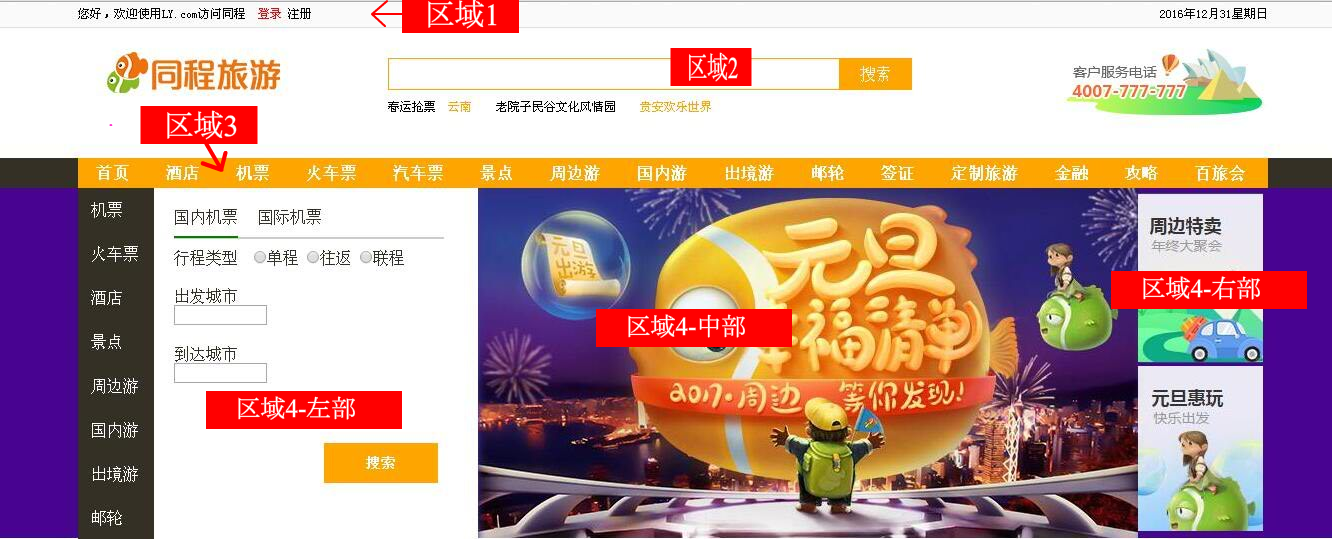 您好，欢迎使用LY.com访问同程 登录 注册
区域1
2016年12月31星期日
同程旅游
区域2
搜索
春运抢票 云南 老院子民谷文化风情园 贵安欢乐世界
客户服务电话
4007-777-777
区域3
首页 酒店 机票 火车票 汽车票 景点 周边游 国内游 出境游 邮轮 签证 定制旅游 金融 攻略 百旅会
机票
火车票
酒店
景点
周边游
国内游
出境游
邮轮
国内机票 国际机票
行程类型 单程 往返 联程
出发城市
到达城市
区域4-左部
搜索
元旦
出游
元旦
幸福清单
区域4-中部
2017·周边 等你发现!
周边特卖
年终大聚会
区域4-右部
元旦惠玩
快乐出发